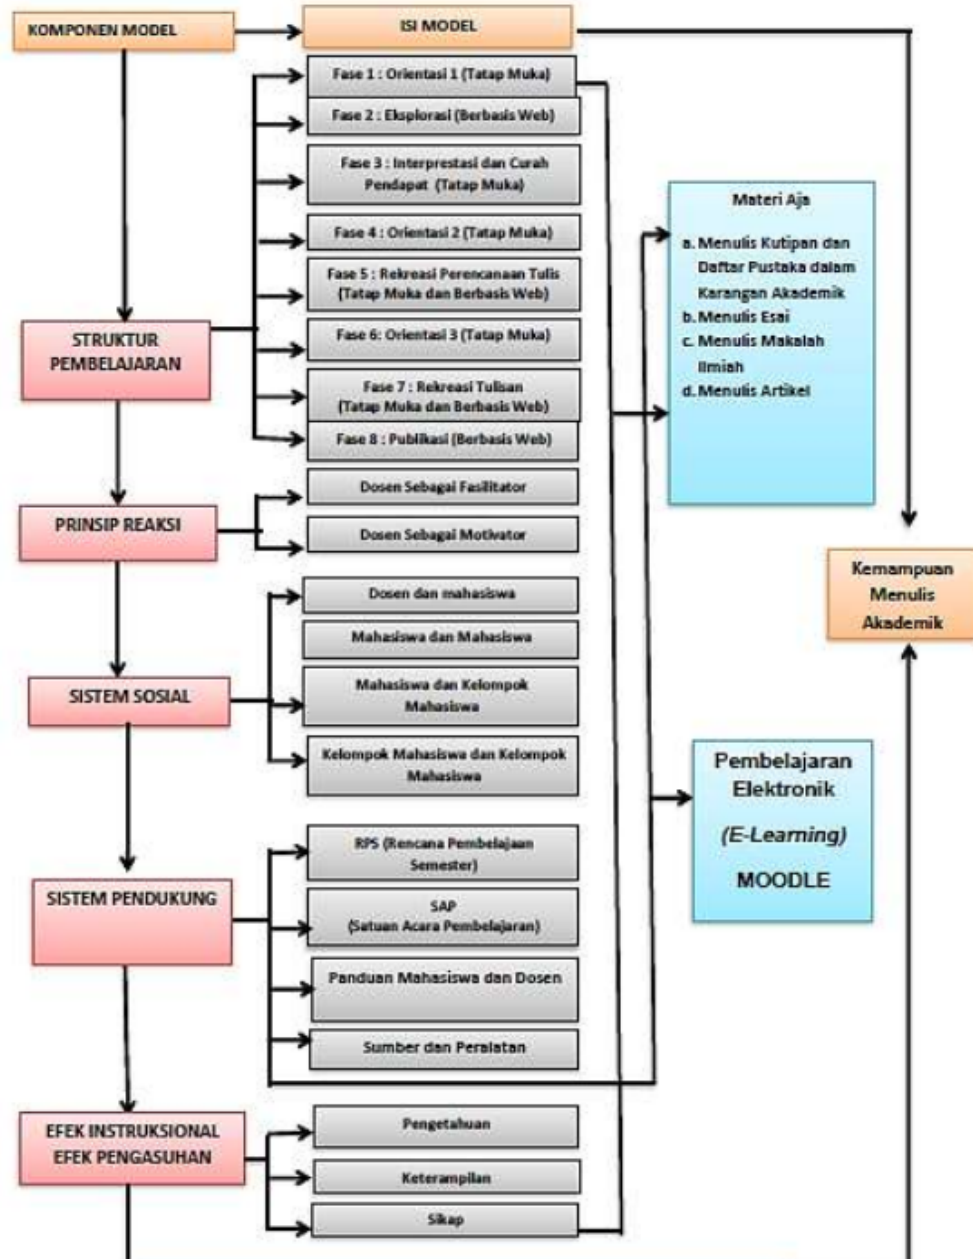 KOMPONEN MODEL
ISI MODEL
Fase 1 : Orientasi 1 (Tatap Muka)
Fase 2 : Eksplorasi (Berbasis Web)
Fase 3 : Interprestasi dan Curah
Pendapat (Tatap Muka)
Fase 4 : Orientasi 2 (Tatap Muka)
Fase 5 : Rekreasi Perencanaan Tulis
(Tatap Muka dan Berbasis Web)
Fase 6: Orientasi 3 (Tatap Muka)
Fase 7 : Rekreasi Tulisan
(Tatap Muka dan Berbasis Web)
Fase 8 : Publikasi (Berbasis Web)
STRUKTUR
PEMBELAJARAN
Materi Aja
a. Menulis Kutipan dan
Daftar Pustaka dalam
Karangan Akademik
b. Menulis Esai
c. Menulis Makalah
Ilmiah
d. Menulis Artikel
PRINSIP REAKSI
Dosen Sebagai Fasilitator
Dosen Sebagai Motivator
Kemampuan
Menulis
Akademik
SISTEM SOSIAL
Dosen dan mahasiswa
Mahasiswa dan Mahasiswa
Mahasiswa dan Kelompok
Mahasiswa
Kelompok Mahasiswa dan Kelompok
Mahasiswa
Pembelajaran
Elektronik
(E-Learning)
MOODLE
SISTEM PENDUKUNG
RPS (Rencana Pembelajaan
Semester)
SAP
(Satuan Acara Pembelajaran)
Panduan Mahasiswa dan Dosen
Sumber dan Peralatan
EFEK INSTRUKSIONAL
EFEK PENGASUHAN
Pengetahuan
Keterampilan
Sikap